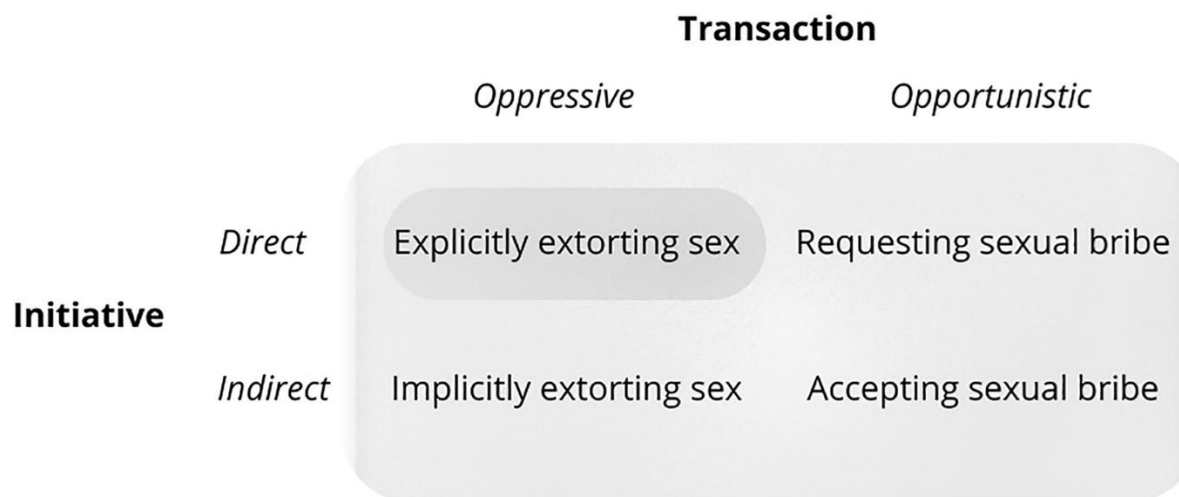 Transaction
Oppressive Opportunistic
Direct Explicitly extorting sex Requesting sexual bribe
Initiative
Indirect Implicitly extorting sex Accepting sexual bribe